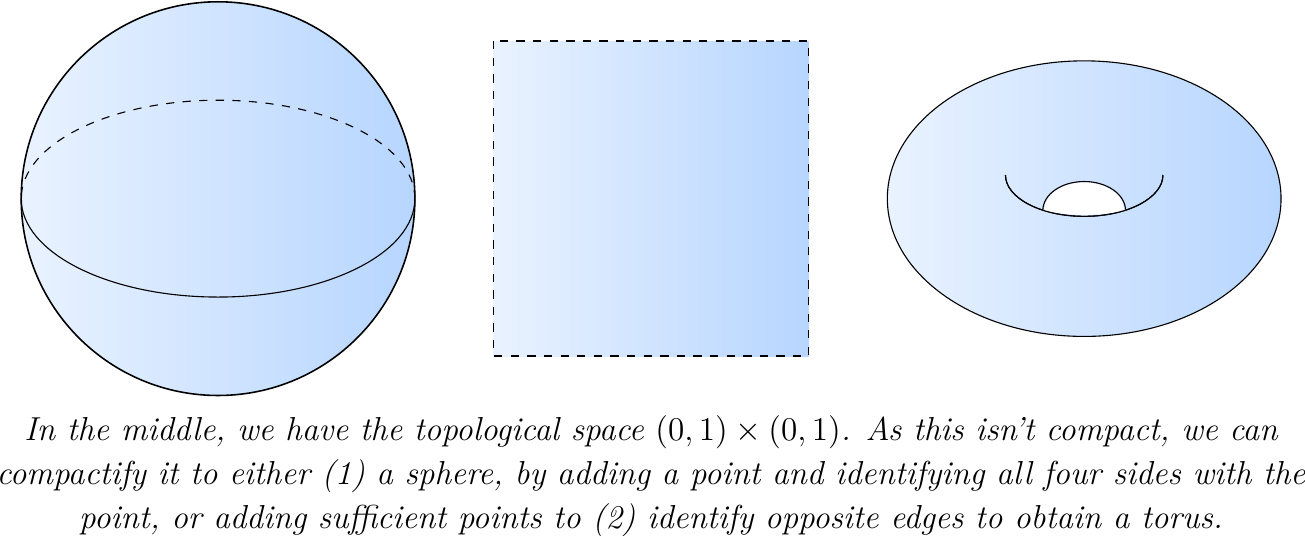 In the middle, we have the topological space (0, 1) × (0, 1). As this isn't compact, we can
compactify it to either (1) a sphere, by adding a point and identifying all four sides with the
point, or adding sufficient points to (2) identify opposite edges to obtain a torus.